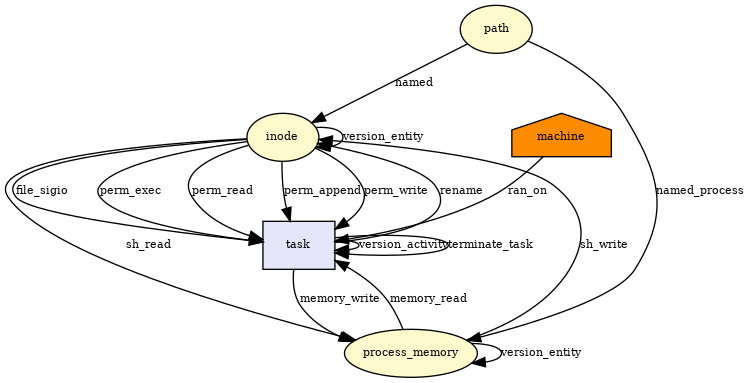 path
named
inode
version_entity
machine
file_sigio
perm_exec
perm_read
perm_append
perm_write
rename
ran_on
named_process
sh_read
task
version_activity
terminate_task
sh_write
memory_write
memory_read
process_memory
version_entity